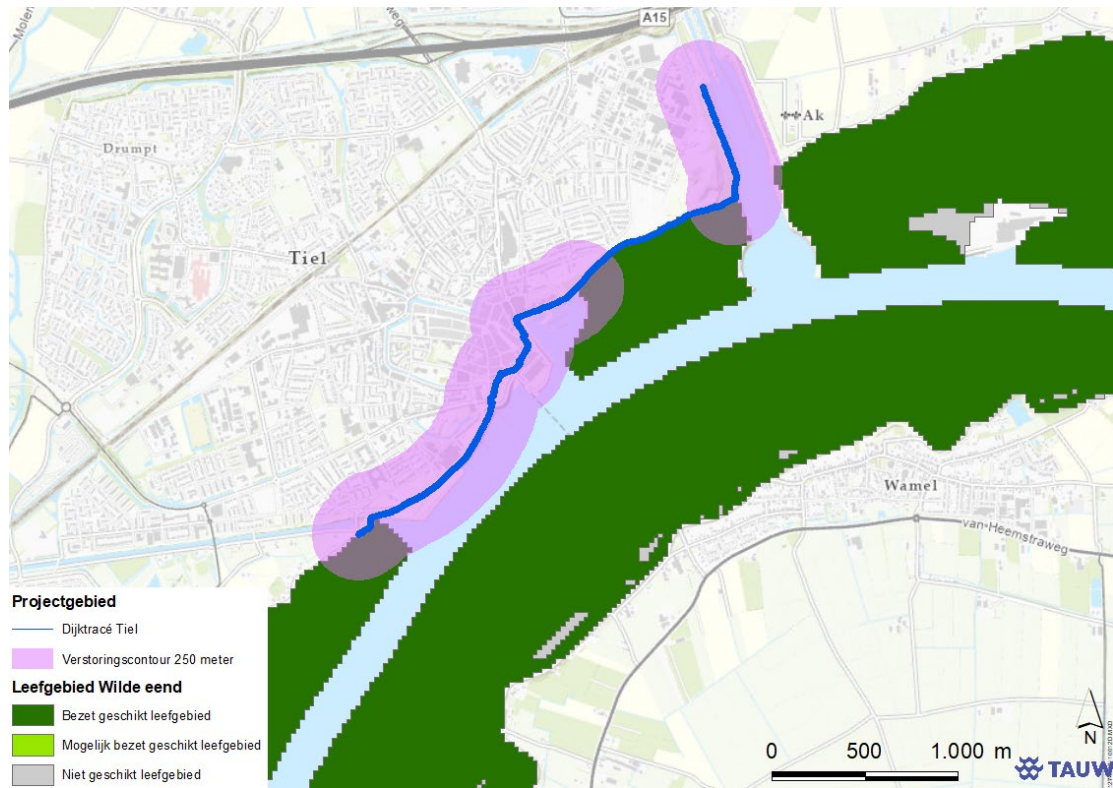 A15
Drumpt
Ak
Tiel
Wamel
van-Heemstraweg
Projectgebied
Dijktracé Tiel
Verstoringscontour 250 meter
Leefgebied Wilde eend
Bezet geschikt leefgebied
Mogelijk bezet geschikt leefgebied
Niet geschikt leefgebied
0 500 1.000 m
N
TAUW